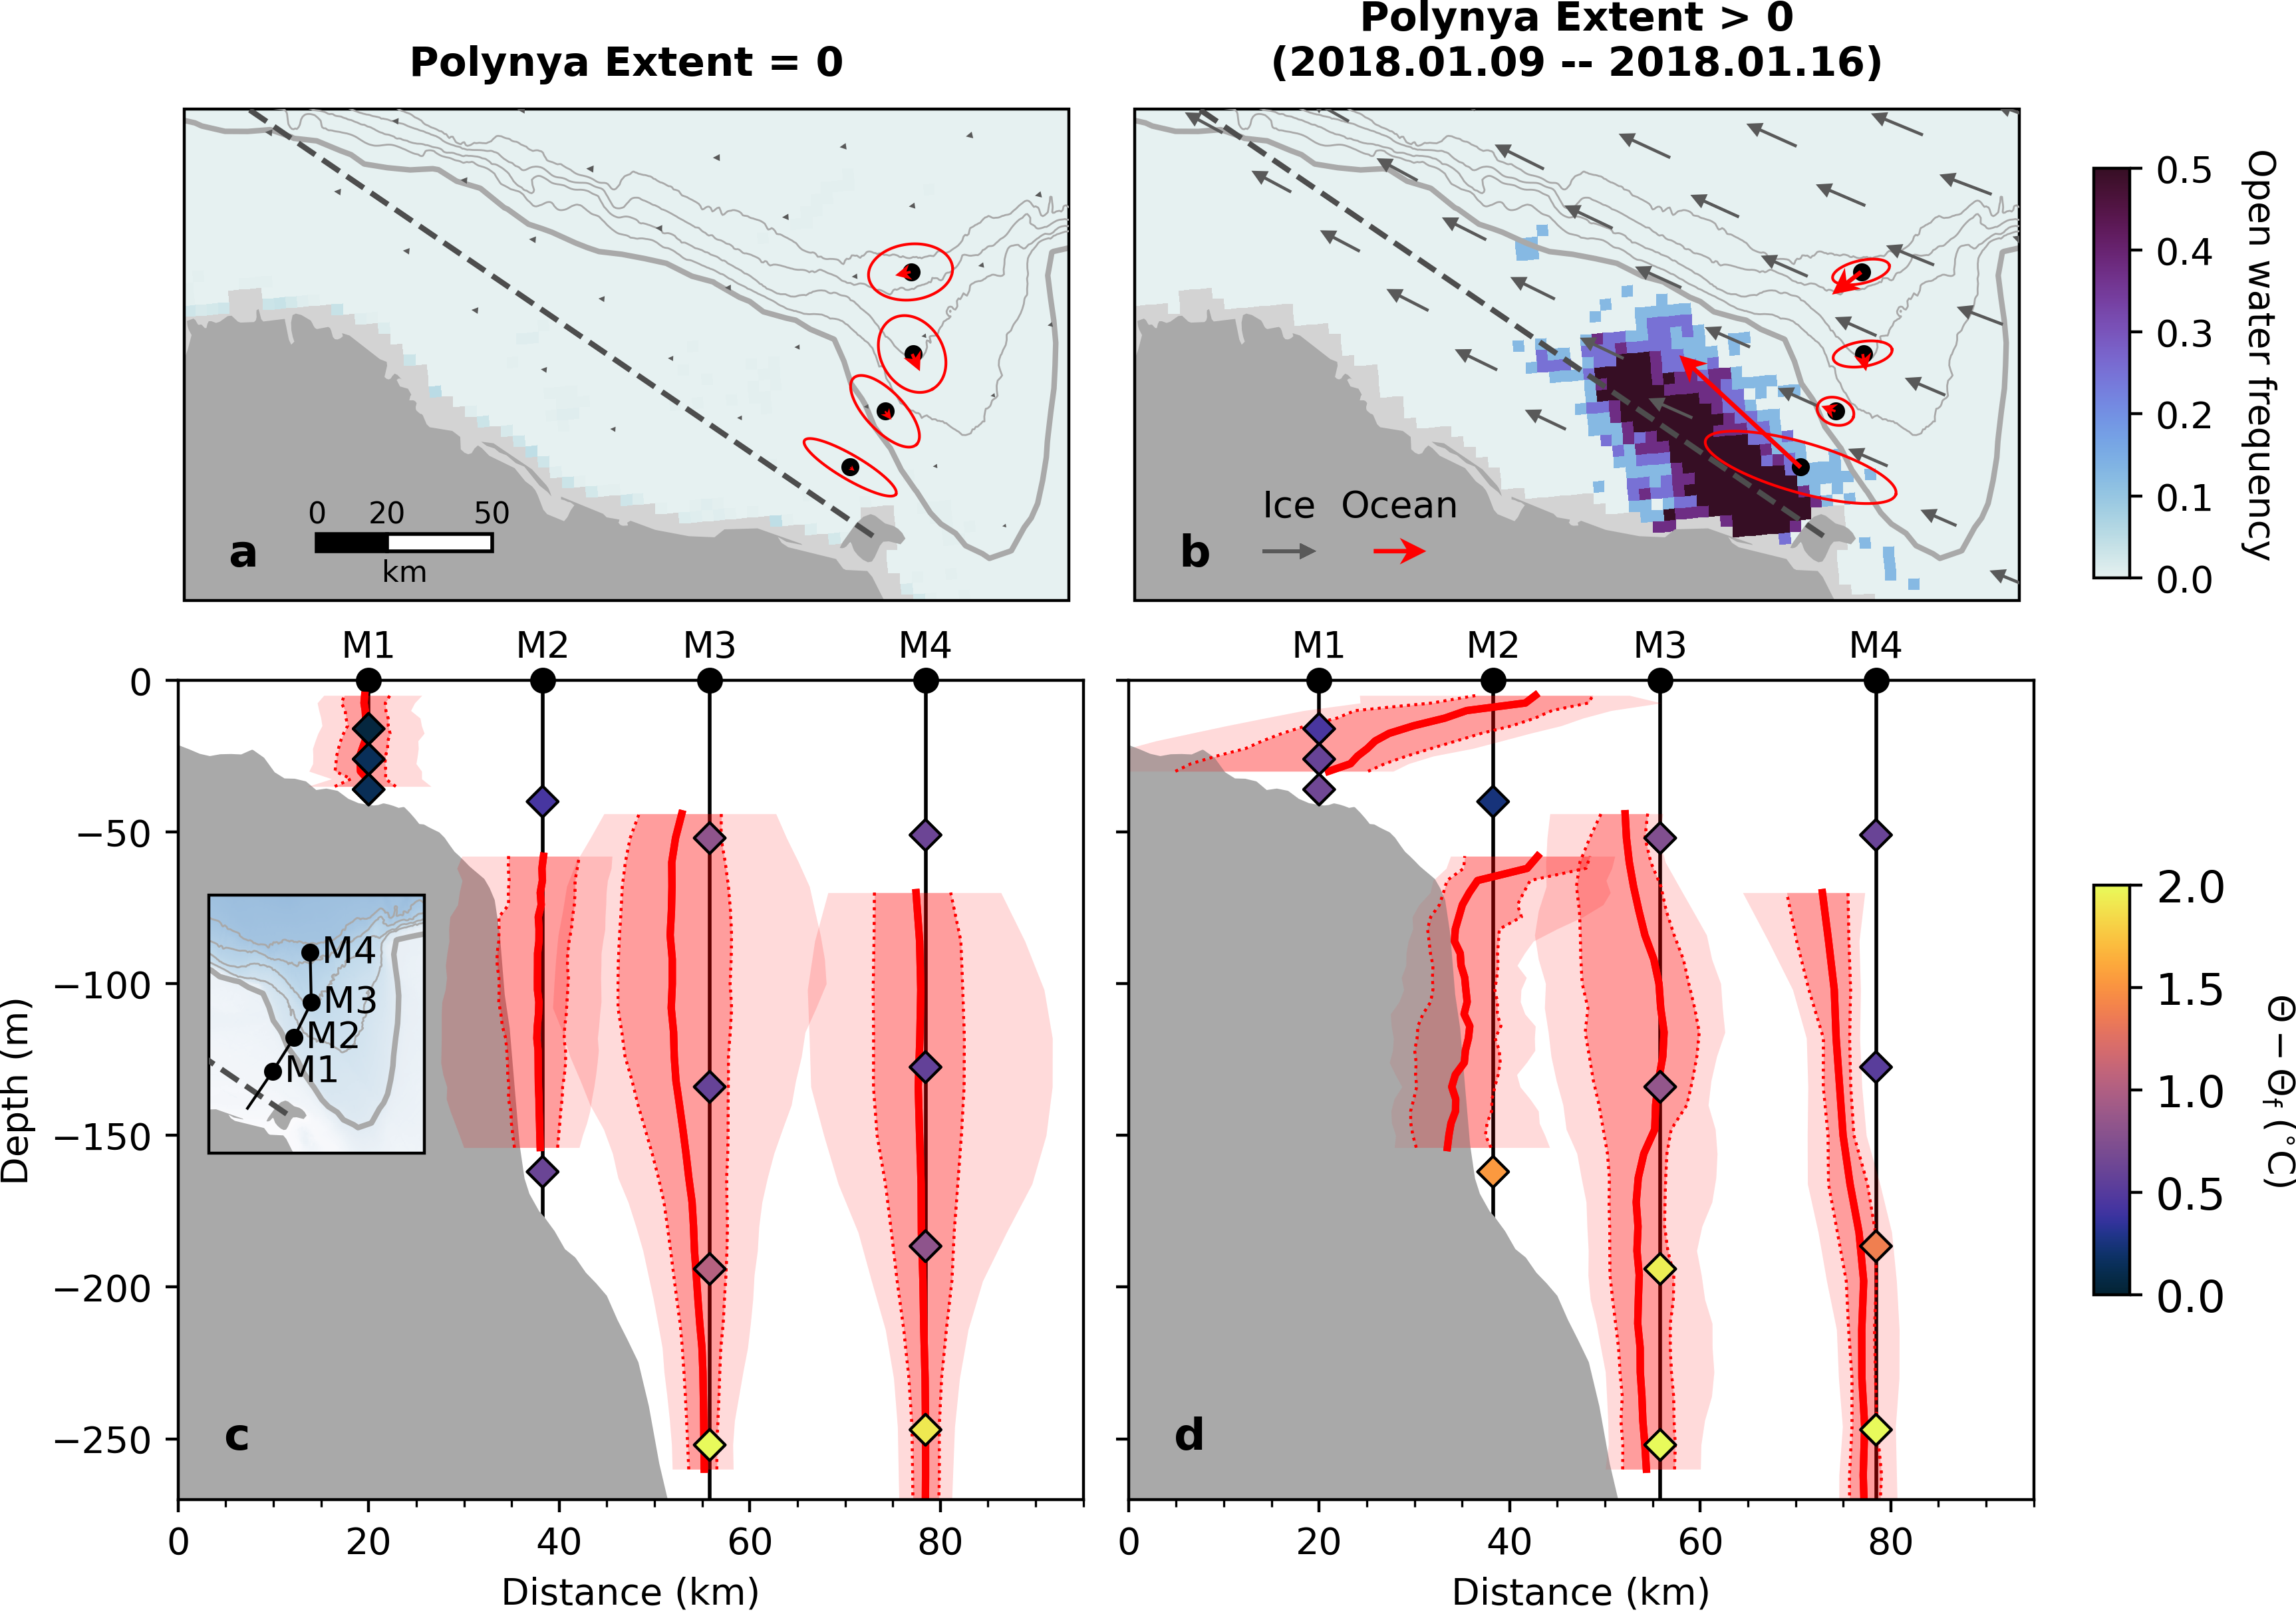 Polynya Extent = 0
Polynya Extent > 0
(2018.01.09 -- 2018.01.16)
0 20 50
km
a
Ice Ocean
b
0.5
0.4
0.3
0.2
0.1
0.0
Open water frequency
M1 M2 M3 M4
0
−50
−100
−150
−200
−250
Depth (m)
M4
M3
M2
M1
c
0 20 40 60 80
Distance (km)
M1 M2 M3 M4
d
0 20 40 60 80
Distance (km)
2.0
1.5
1.0
0.5
0.0
Θ − Θf (°C)